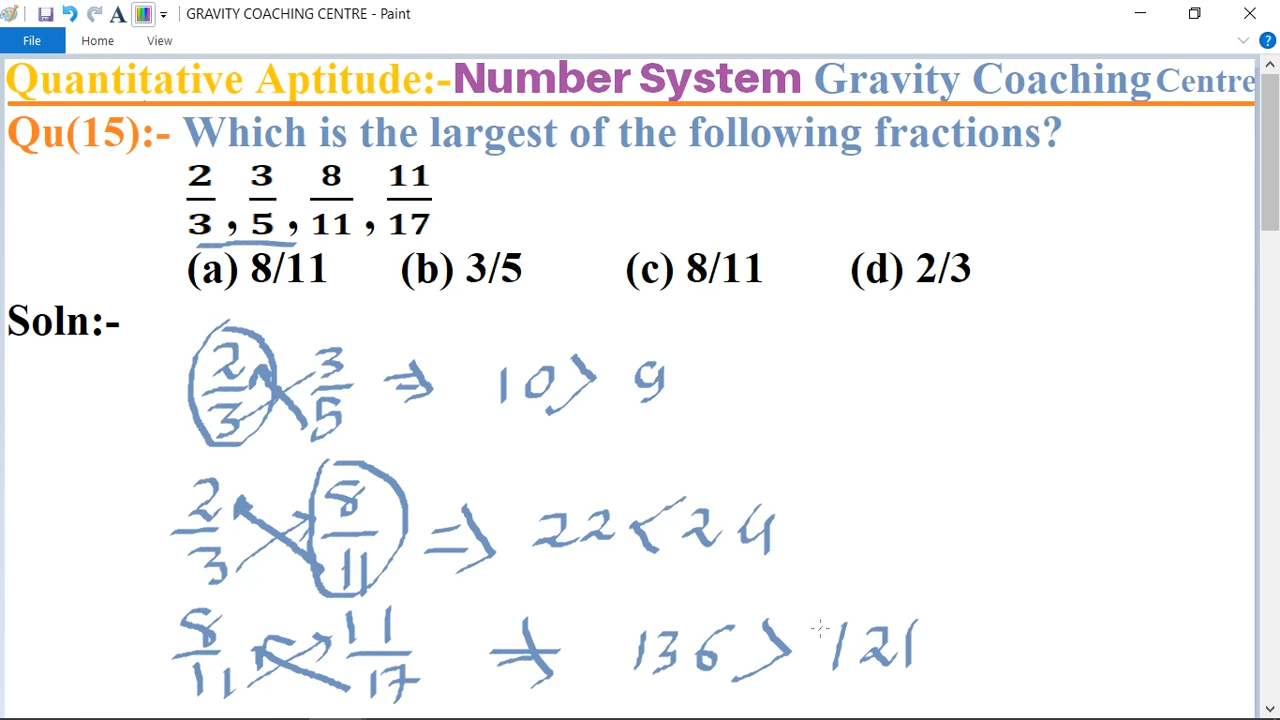 GRAVITY COACHING CENTRE - Paint
File Home View
Quantitative Aptitude:-Number System Gravity Coaching Centre
Qu(15):- Which is the largest of the following fractions?
2/3, 3/5, 8/11, 11/17
(a) 8/11 (b) 3/5 (c) 8/11 (d) 2/3
Soln:-
2/3 3/5 ⇒ 10 > 9
2/3 8/11 ⇒ 22 < 24
8/11 11/17 ⇒ 136 > 121